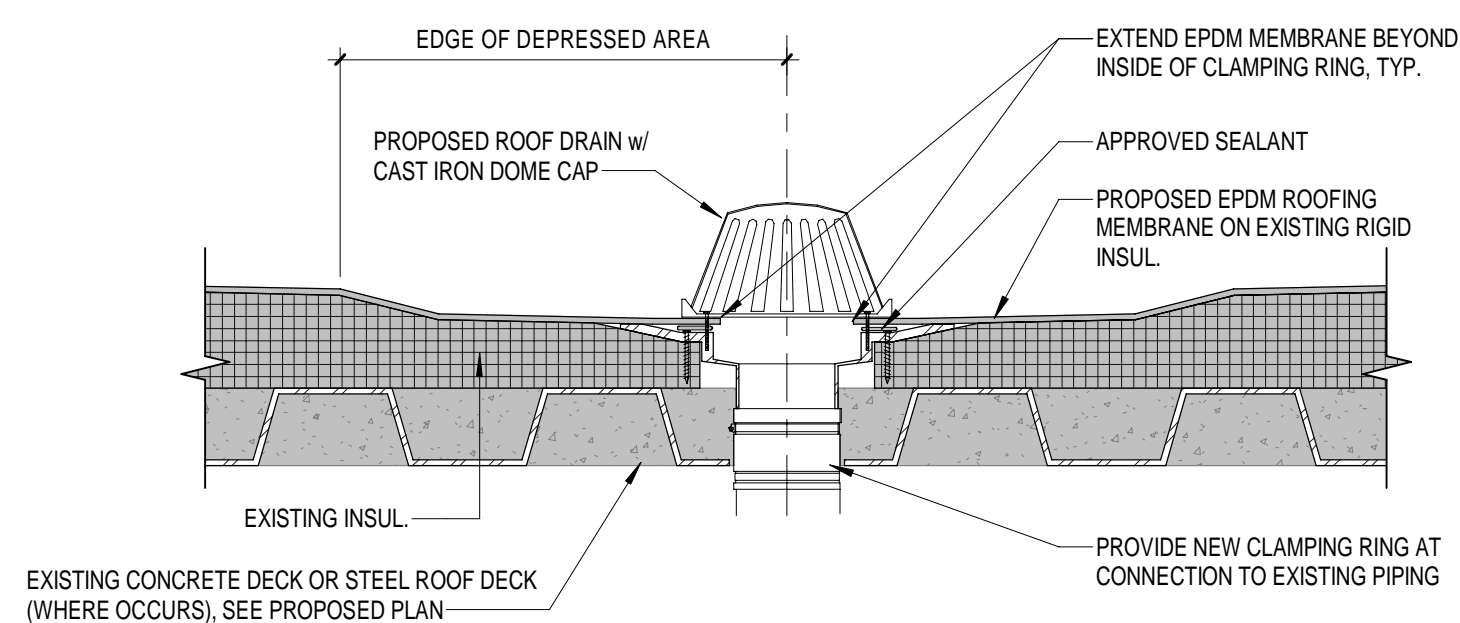 EDGE OF DEPRESSED AREA
EXTEND EPDM MEMBRANE BEYOND
INSIDE OF CLAMPING RING, TYP.
PROPOSED ROOF DRAIN w/
CAST IRON DOME CAP
APPROVED SEALANT
PROPOSED EPDM ROOFING
MEMBRANE ON EXISTING RIGID
INSUL.
EXISTING INSUL.
EXISTING CONCRETE DECK OR STEEL ROOF DECK
(WHERE OCCURS), SEE PROPOSED PLAN
PROVIDE NEW CLAMPING RING AT
CONNECTION TO EXISTING PIPING